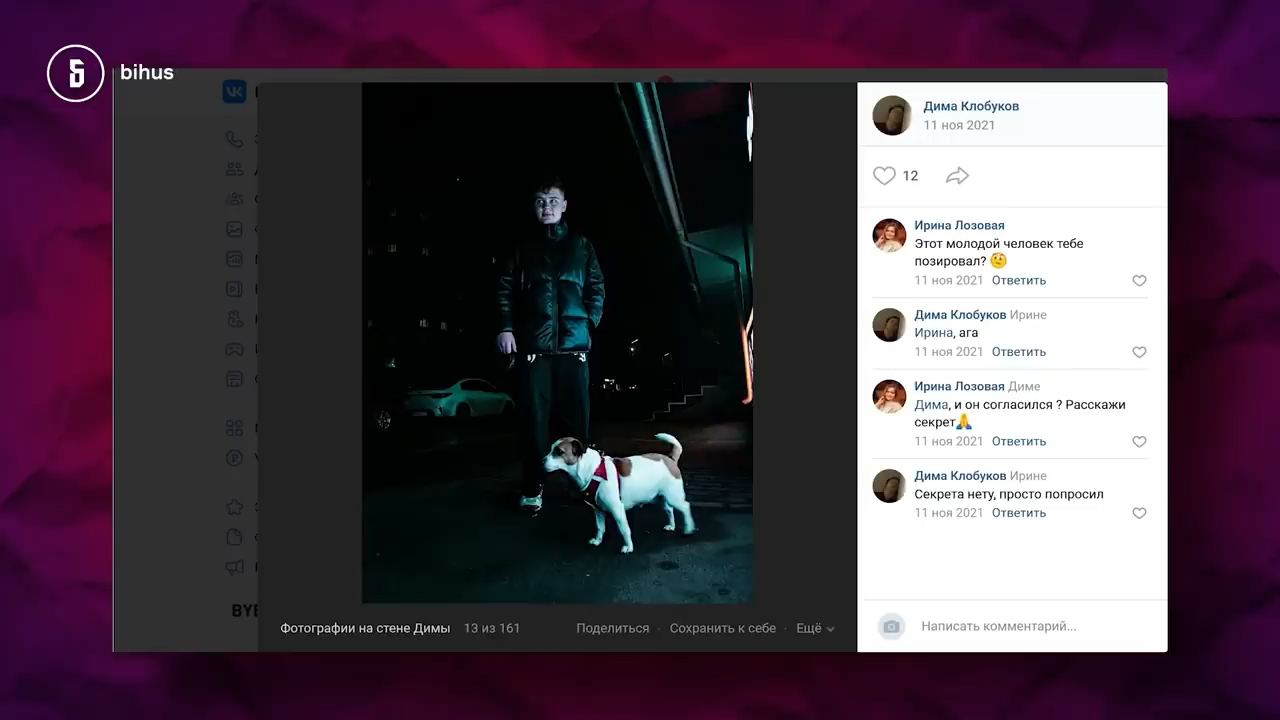 bihus
Дима Клобуков
11 ноя 2021
12
Ирина Лозовая
Этот молодой человек тебе
позировал? 🤨
11 ноя 2021 Ответить
Дима Клобуков Ирине
Ирина, ага
11 ноя 2021 Ответить
Ирина Лозовая Диме
Дима, и он согласился ? Расскажи
секрет🙏
11 ноя 2021 Ответить
Дима Клобуков Ирине
Секрета нету, просто попросил
11 ноя 2021 Ответить
Написать комментарий...
Фотографии на стене Димы 13 из 161
Поделиться · Сохранить к себе · Ещё